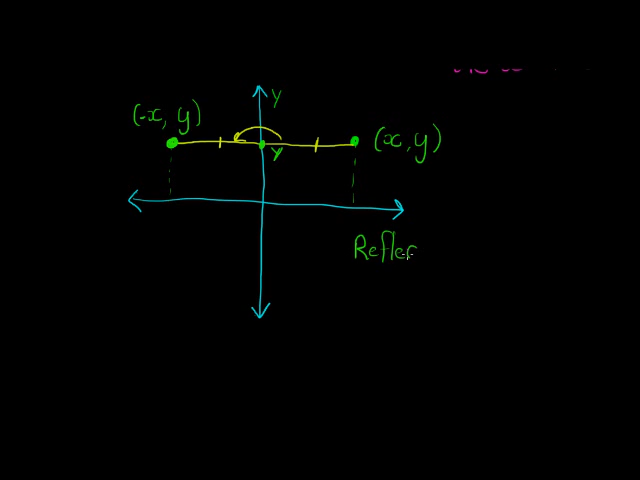 y
(-x, y)
(x, y)
y
Reflec